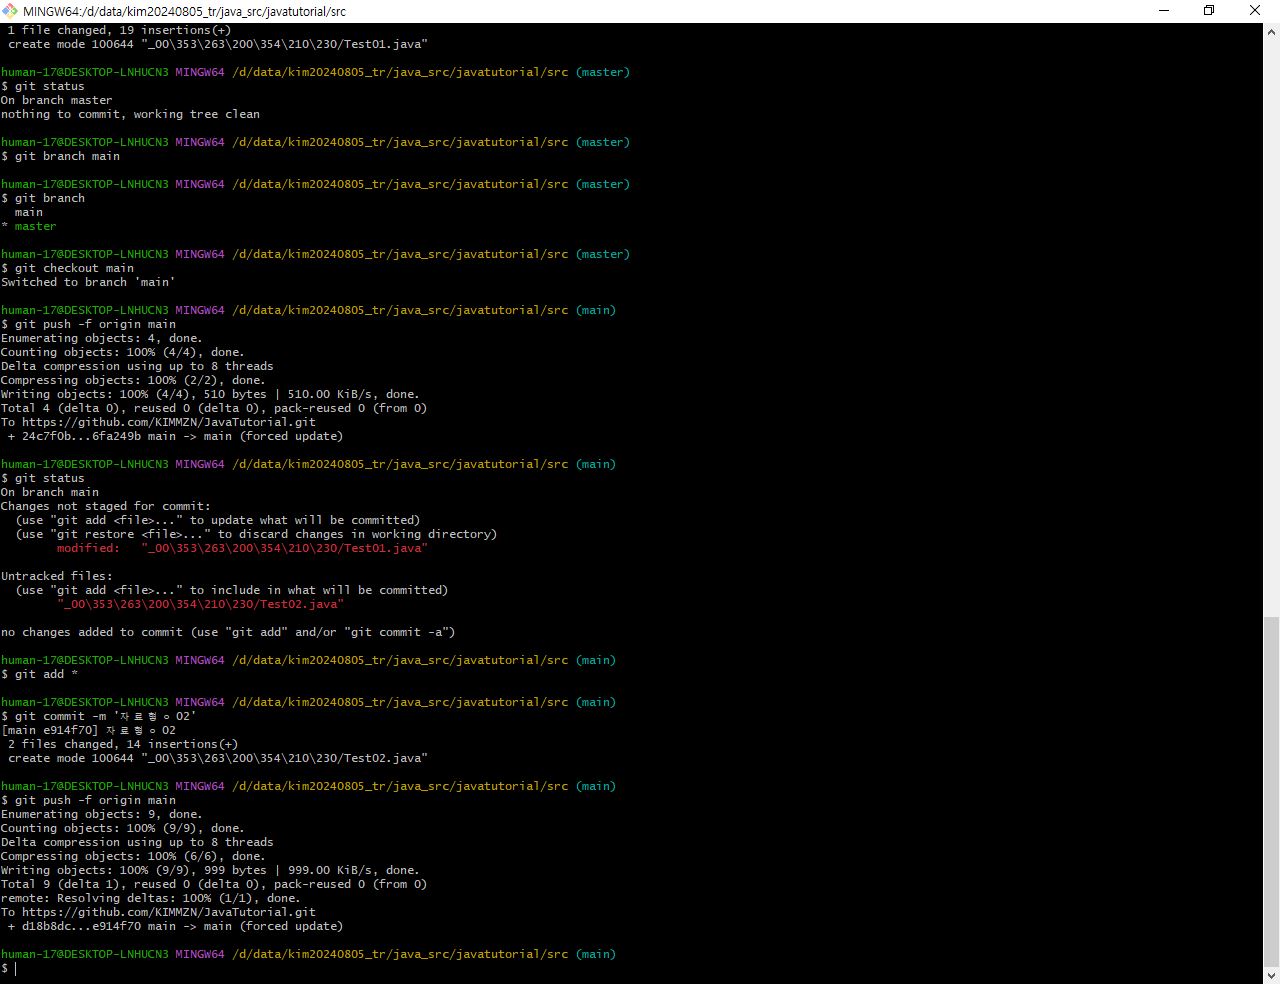 MINGW64:/d/data/kim20240805_tr/java_src/javatutorial/src
1 file changed, 19 insertions(+)
create mode 100644 "_00\353\263\200\354\210\230/Test01.java"
human-17@DESKTOP-LNHUCN3 MINGW64 /d/data/kim20240805_tr/java_src/javatutorial/src (master)
$ git status
On branch master
nothing to commit, working tree clean
human-17@DESKTOP-LNHUCN3 MINGW64 /d/data/kim20240805_tr/java_src/javatutorial/src (master)
$ git branch main
human-17@DESKTOP-LNHUCN3 MINGW64 /d/data/kim20240805_tr/java_src/javatutorial/src (master)
$ git branch
main
* master
human-17@DESKTOP-LNHUCN3 MINGW64 /d/data/kim20240805_tr/java_src/javatutorial/src (master)
$ git checkout main
Switched to branch 'main'
human-17@DESKTOP-LNHUCN3 MINGW64 /d/data/kim20240805_tr/java_src/javatutorial/src (main)
$ git push -f origin main
Enumerating objects: 4, done.
Counting objects: 100% (4/4), done.
Delta compression using up to 8 threads
Compressing objects: 100% (2/2), done.
Writing objects: 100% (4/4), 510 bytes | 510.00 KiB/s, done.
Total 4 (delta 0), reused 0 (delta 0), pack-reused 0 (from 0)
To https://github.com/KIMMZN/JavaTutorial.git
+ 24c7f0b...6fa249b main -> main (forced update)
human-17@DESKTOP-LNHUCN3 MINGW64 /d/data/kim20240805_tr/java_src/javatutorial/src (main)
$ git status
On branch main
Changes not staged for commit:
(use "git add <file>..." to update what will be committed)
(use "git restore <file>..." to discard changes in working directory)
modified:   "_00\353\263\200\354\210\230/Test01.java"
Untracked files:
(use "git add <file>..." to include in what will be committed)
"_00\353\263\200\354\210\230/Test02.java"
no changes added to commit (use "git add" and/or "git commit -a")
human-17@DESKTOP-LNHUCN3 MINGW64 /d/data/kim20240805_tr/java_src/javatutorial/src (main)
$ git add *
human-17@DESKTOP-LNHUCN3 MINGW64 /d/data/kim20240805_tr/java_src/javatutorial/src (main)
$ git commit -m '자료형ㅇ02'
[main e914f70] 자료형ㅇ02
2 files changed, 14 insertions(+)
create mode 100644 "_00\353\263\200\354\210\230/Test02.java"
human-17@DESKTOP-LNHUCN3 MINGW64 /d/data/kim20240805_tr/java_src/javatutorial/src (main)
$ git push -f origin main
Enumerating objects: 9, done.
Counting objects: 100% (9/9), done.
Delta compression using up to 8 threads
Compressing objects: 100% (6/6), done.
Writing objects: 100% (9/9), 999 bytes | 999.00 KiB/s, done.
Total 9 (delta 1), reused 0 (delta 0), pack-reused 0 (from 0)
remote: Resolving deltas: 100% (1/1), done.
To https://github.com/KIMMZN/JavaTutorial.git
+ d18b8dc...e914f70 main -> main (forced update)
human-17@DESKTOP-LNHUCN3 MINGW64 /d/data/kim20240805_tr/java_src/javatutorial/src (main)
$